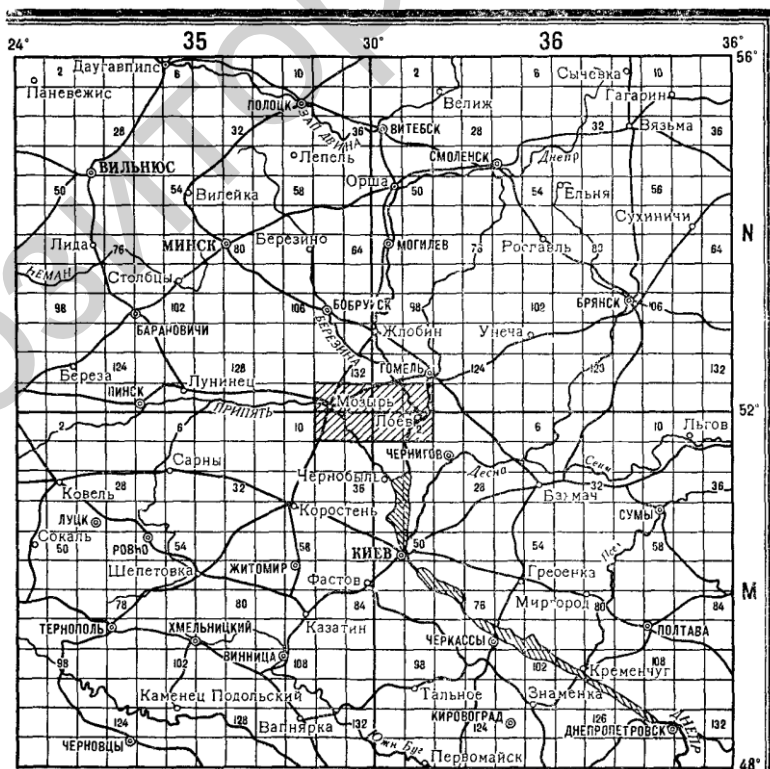 24° 35 30° 36 36°
56°
Даугавпилс
2 6 10 2 6 10
Сычевка
Паневежис
Велиж
Гагарин
ПОЛОЦК
ЗАП ДВИНА
28 32 36 ВИТЕБСК 28 32 Вязьма 36
Лепель
СМОЛЕНСК
Днепр
ВИЛЬНЮС
50 54 58 50 54 56
Вилейка
Орша
Ельня
Сухиничи
Лида
76 МИНСК 80 Березино 64 МОГИЛЕВ 76 Рославль 80 64
N
НЕМАН
Столбцы
98 102 106 БОБРУЙСК 98 102 БРЯНСК 106
БАРАНОВИЧИ
БЕРЕЗИНА
Жлобин
Унеча
Береза
124 128 132 ГОМЕЛЬ 124 123 132
ПИНСК
Лунинец
ПРИПЯТЬ
Мозырь
52°
Лоев
2 6 10 2 6 10
Льгов
Сарны
ЧЕРНИГОВ
Десна
Сейм
Чернобыль
Ковель
28 32 36 28 32 36
Бахмач
ЛУЦК
Коростень
СУМЫ
Сокаль
50 РОВНО 54 58 КИЕВ 50 54 58
Псел
Шепетовка
ЖИТОМИР
Фастов
Гребенка
Миргород
78 80 84 76 80 84
M
ТЕРНОПОЛЬ
ХМЕЛЬНИЦКИЙ
Казатин
ЧЕРКАССЫ
ПОЛТАВА
ВИННИЦА
98 102 108 98 102 108
Кременчуг
Каменец Подольский
Тальное
Знаменка
124 128 132 124 126 132
Вапнярка
КИРОВОГРАД
ДНЕПР
ЧЕРНОВЦЫ
Южн Буг
Первомайск
ДНЕПРОПЕТРОВСК
48°